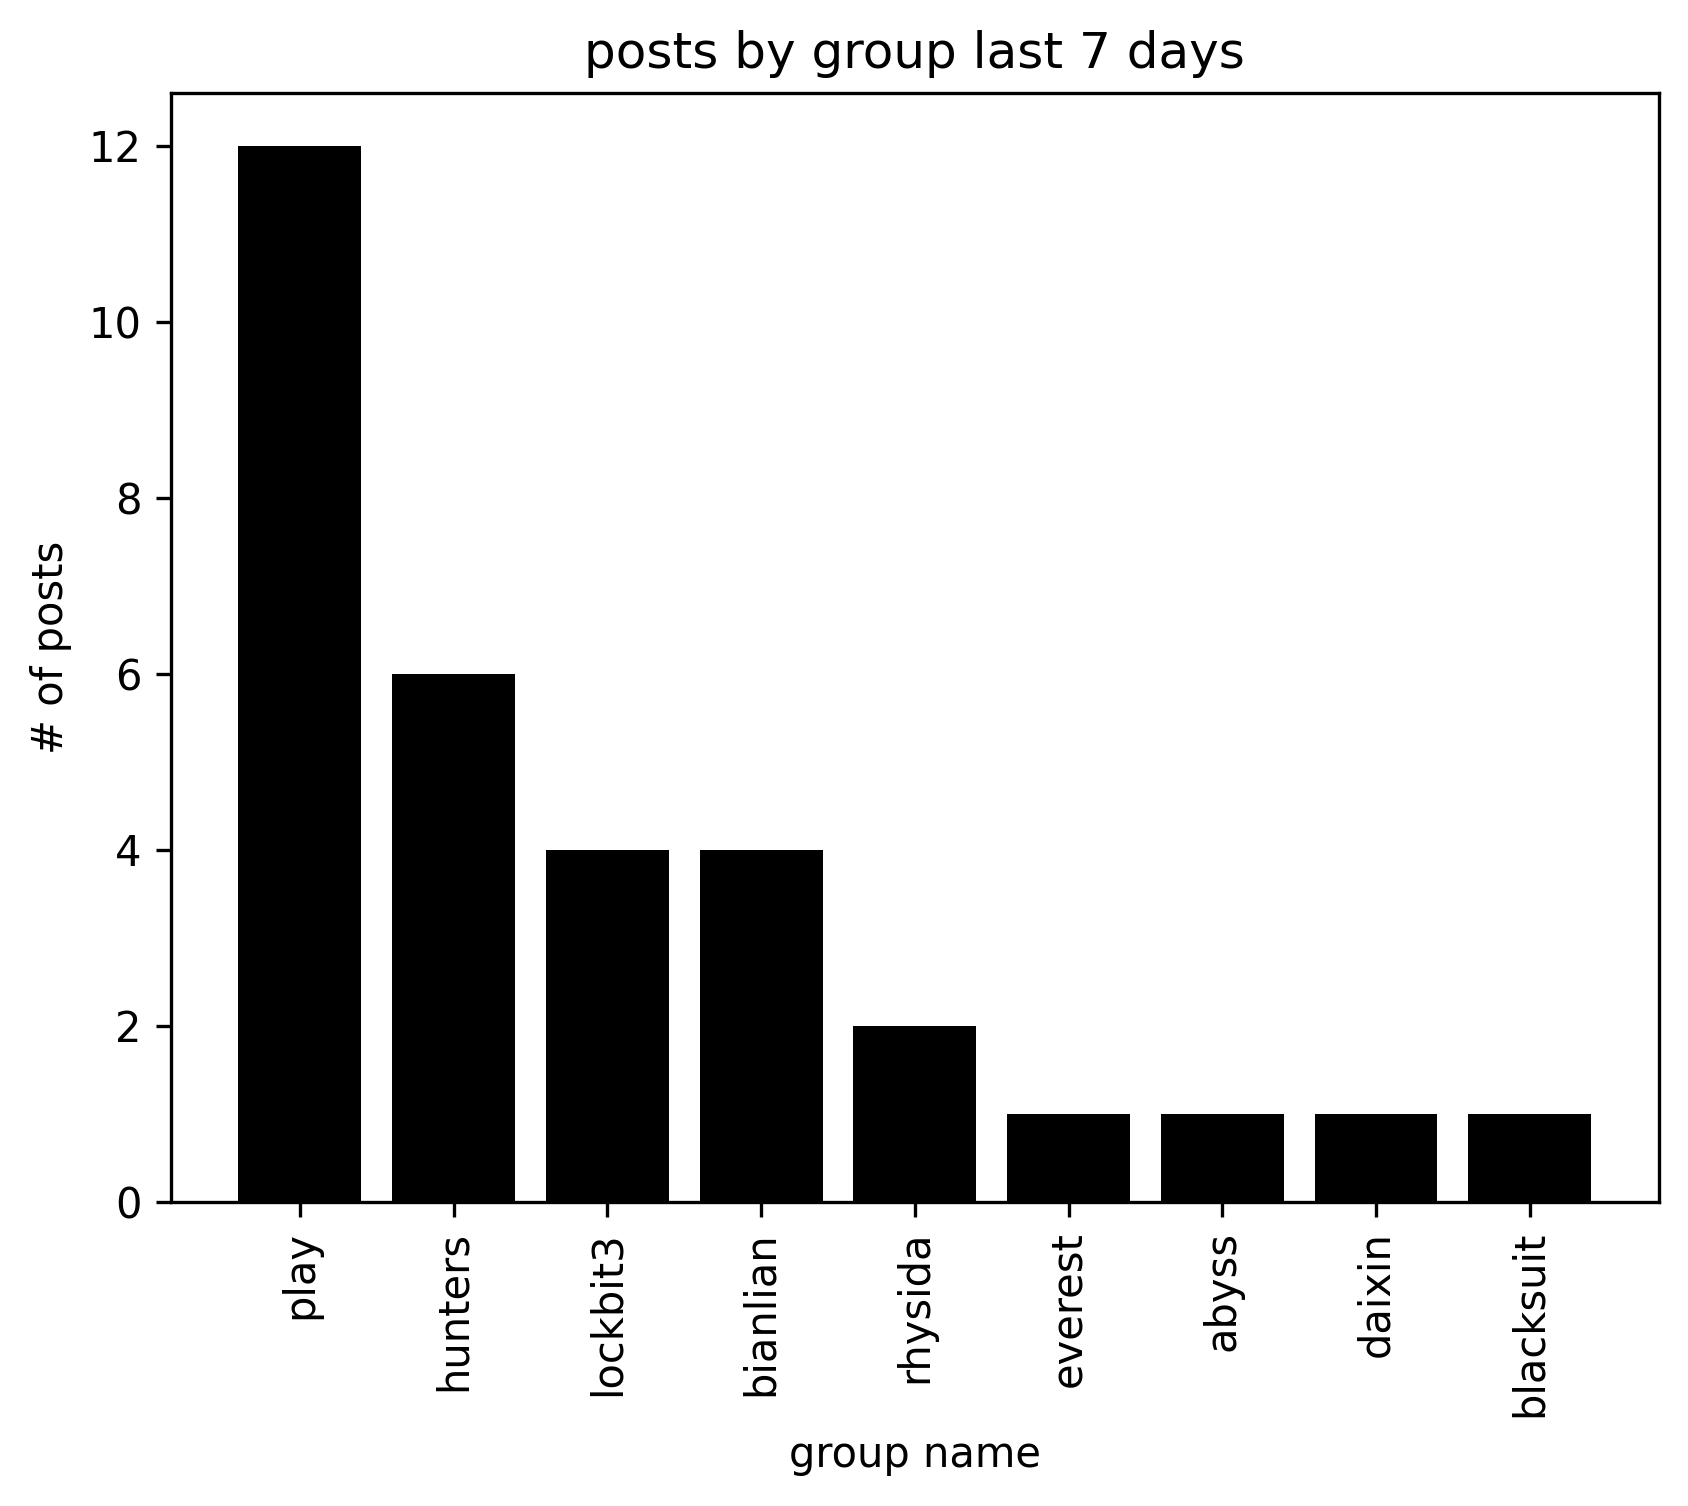 posts by group last 7 days
12
10
8
6
4
2
0
# of posts
play
hunters
lockbit3
bianlian
rhysida
everest
abyss
daixin
blacksuit
group name